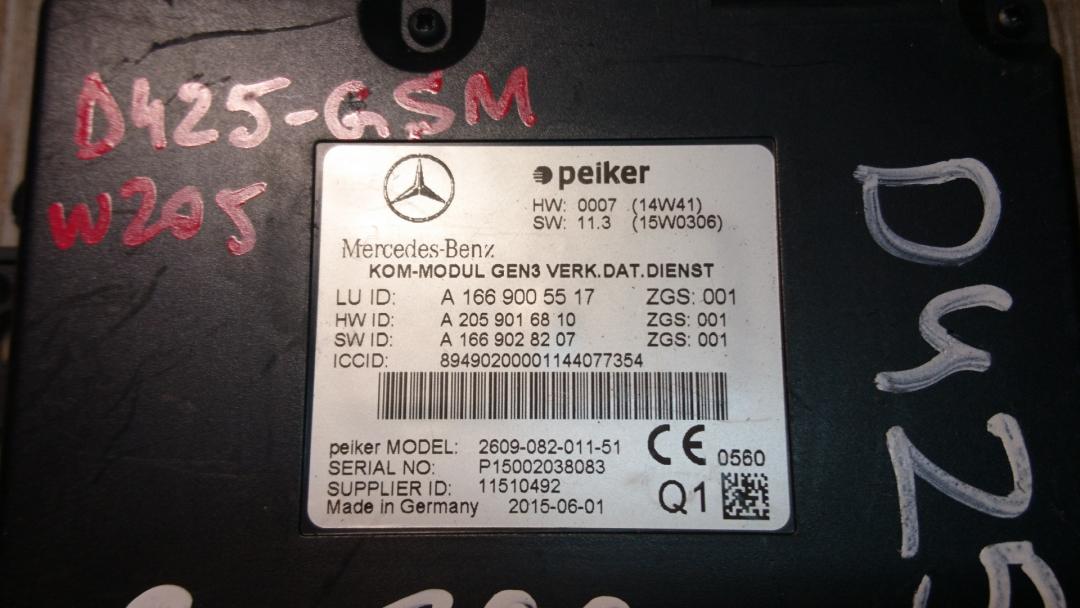 D425-GSM
W205
peiker
HW: 0007 (14W41)
SW: 11.3 (15W0306)
Mercedes-Benz
KOM-MODUL GEN3 VERK.DAT.DIENST
LU ID: A 166 900 55 17 ZGS: 001
HW ID: A 205 901 68 10 ZGS: 001
SW ID: A 166 902 82 07 ZGS: 001
ICCID: 89490200001144077354
peiker MODEL: 2609-082-011-51
SERIAL NO: P15002038083
SUPPLIER ID: 11510492
Made in Germany 2015-06-01
CE 0560
Q1
D425